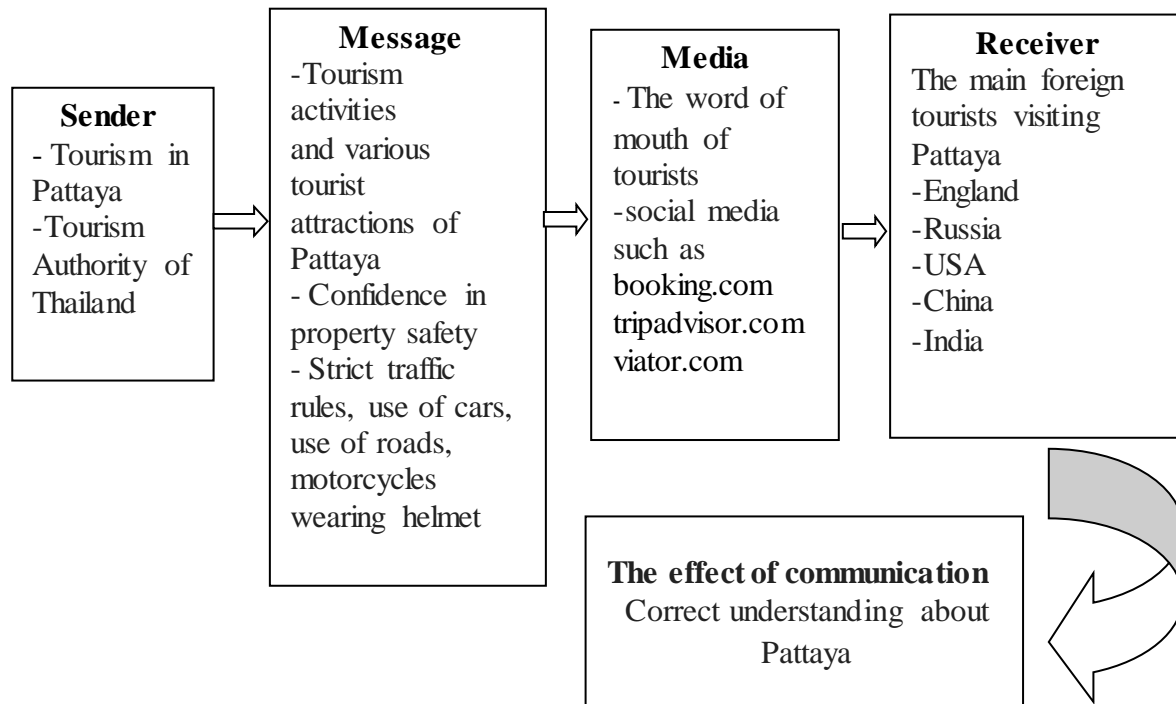 Sender
- Tourism in
Pattaya
-Tourism
Authority of
Thailand
Message
-Tourism
activities
and various
tourist
attractions of
Pattaya
- Confidence in
property safety
- Strict traffic
rules, use of cars,
use of roads,
motorcycles
wearing helmet
Media
- The word of
mouth of
tourists
-social media
such as
booking.com
tripadvisor.com
viator.com
Receiver
The main foreign
tourists visiting
Pattaya
-England
-Russia
-USA
-China
-India
The effect of communication
Correct understanding about
Pattaya